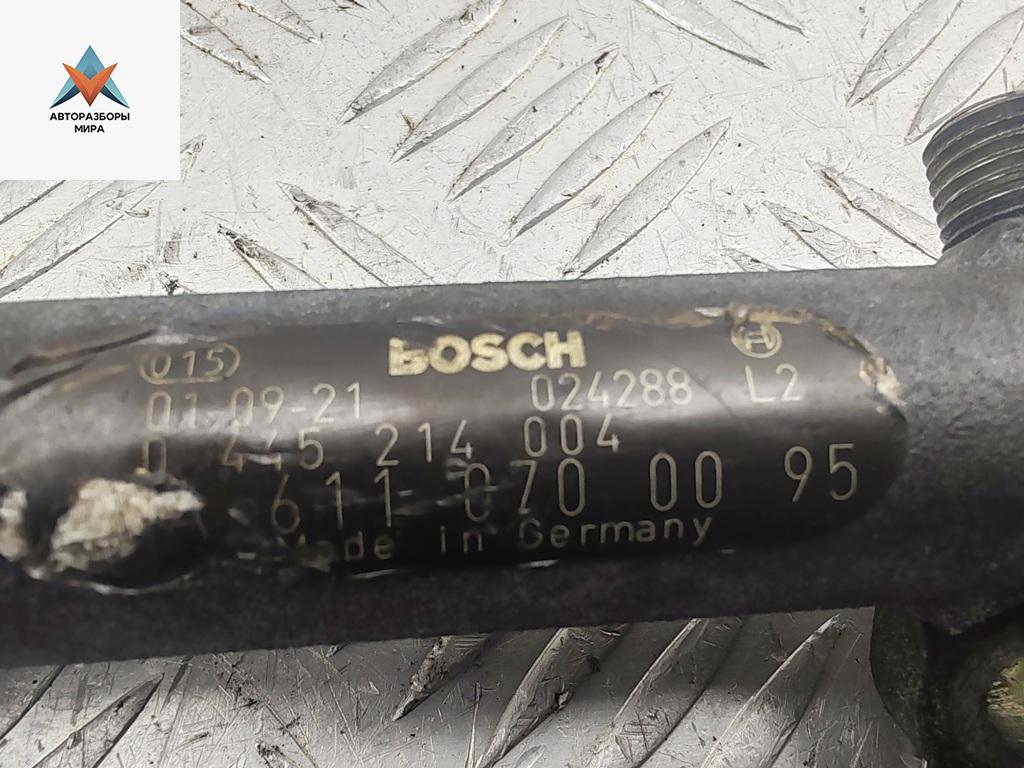 АВТОРАЗБОРЫ
МИРА
015
BOSCH
01-09-21 024288 L2
0 445 214 004
A 611 070 00 95
Made in Germany